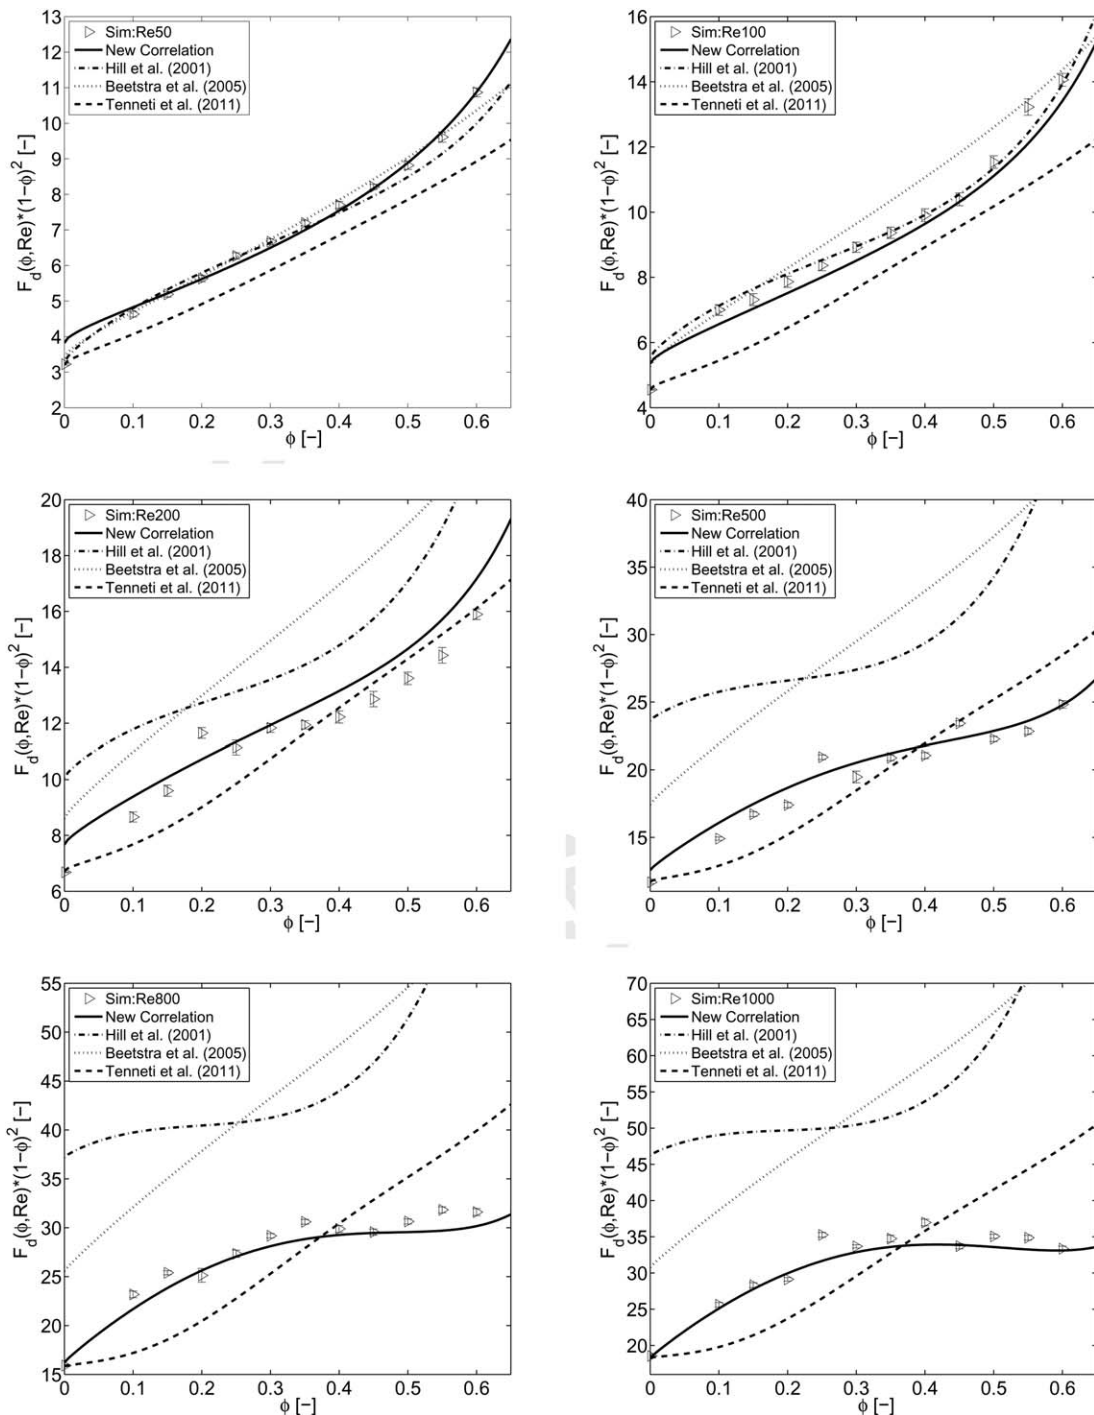 13
12
11
10
9
8
7
6
5
4
3
2
F_d(ϕ,Re)*(1−ϕ)^2 [−]
Sim:Re50
New Correlation
Hill et al. (2001)
Beetstra et al. (2005)
Tenneti et al. (2011)
0 0.1 0.2 0.3 0.4 0.5 0.6
ϕ [−]
16
14
12
10
8
6
4
F_d(ϕ,Re)*(1−ϕ)^2 [−]
Sim:Re100
New Correlation
Hill et al. (2001)
Beetstra et al. (2005)
Tenneti et al. (2011)
0 0.1 0.2 0.3 0.4 0.5 0.6
ϕ [−]
20
18
16
14
12
10
8
6
F_d(ϕ,Re)*(1−ϕ)^2 [−]
Sim:Re200
New Correlation
Hill et al. (2001)
Beetstra et al. (2005)
Tenneti et al. (2011)
0 0.1 0.2 0.3 0.4 0.5 0.6
ϕ [−]
40
35
30
25
20
15
F_d(ϕ,Re)*(1−ϕ)^2 [−]
Sim:Re500
New Correlation
Hill et al. (2001)
Beetstra et al. (2005)
Tenneti et al. (2011)
0 0.1 0.2 0.3 0.4 0.5 0.6
ϕ [−]
55
50
45
40
35
30
25
20
15
F_d(ϕ,Re)*(1−ϕ)^2 [−]
Sim:Re800
New Correlation
Hill et al. (2001)
Beetstra et al. (2005)
Tenneti et al. (2011)
0 0.1 0.2 0.3 0.4 0.5 0.6
ϕ [−]
70
65
60
55
50
45
40
35
30
25
20
F_d(ϕ,Re)*(1−ϕ)^2 [−]
Sim:Re1000
New Correlation
Hill et al. (2001)
Beetstra et al. (2005)
Tenneti et al. (2011)
0 0.1 0.2 0.3 0.4 0.5 0.6
ϕ [−]